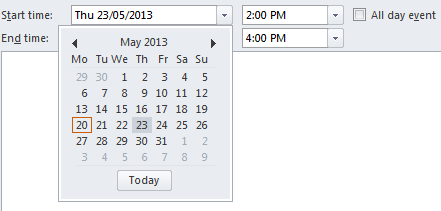 Start time: Thu 23/05/2013 2:00 PM All day event
End time: 4:00 PM
May 2013
Mo Tu We Th Fr Sa Su
29 30 1 2 3 4 5
6 7 8 9 10 11 12
13 14 15 16 17 18 19
20 21 22 23 24 25 26
27 28 29 30 31 1 2
3 4 5 6 7 8 9
Today